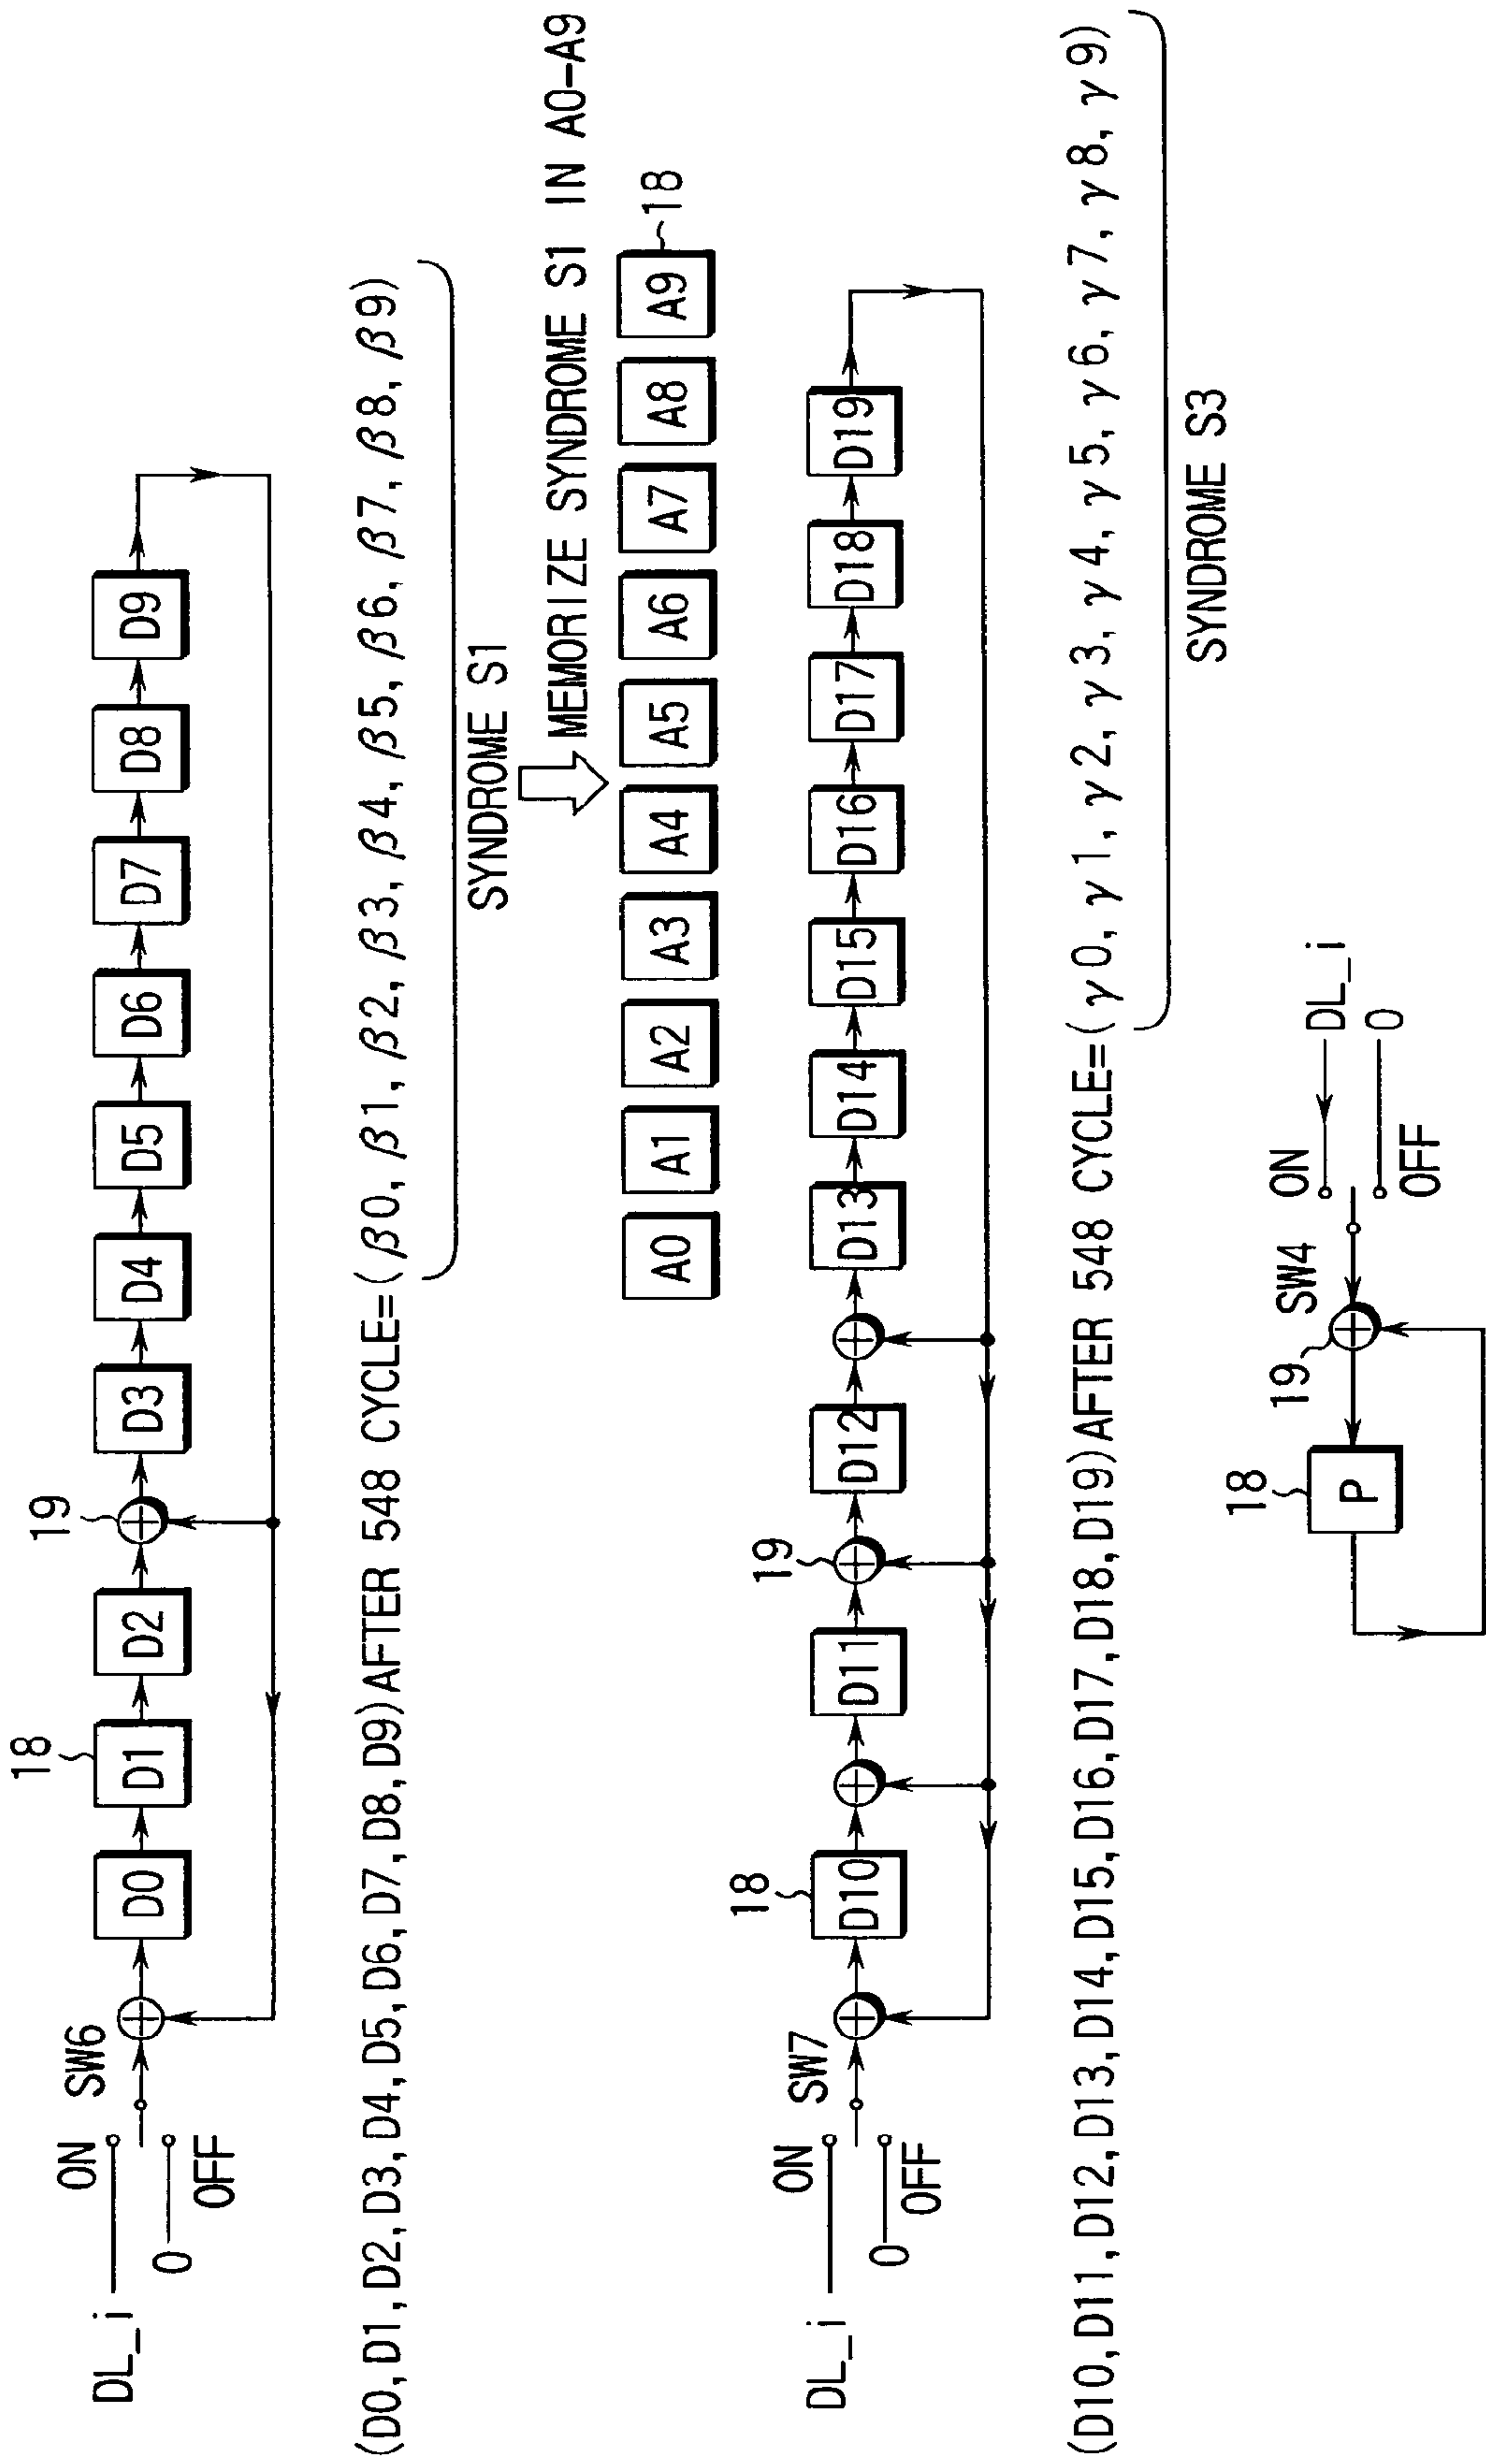 DL_i
ON
OFF
0
SW6
18
19
D0 D1 D2 D3 D4 D5 D6 D7 D8 D9
(D0,D1,D2,D3,D4,D5,D6,D7,D8,D9)AFTER 548 CYCLE=(β0,β1,β2,β3,β4,β5,β6,β7,β8,β9)
SYNDROME S1
MEMORIZE SYNDROME S1 IN A0-A9
A0 A1 A2 A3 A4 A5 A6 A7 A8 A9
18
DL_i
ON
OFF
0
SW7
18
19
D10 D11 D12 D13 D14 D15 D16 D17 D18 D19
(D10,D11,D12,D13,D14,D15,D16,D17,D18,D19)AFTER 548 CYCLE=(γ0,γ1,γ2,γ3,γ4,γ5,γ6,γ7,γ8,γ9)
SYNDROME S3
18
P
19
SW4
ON
DL_i
OFF
0